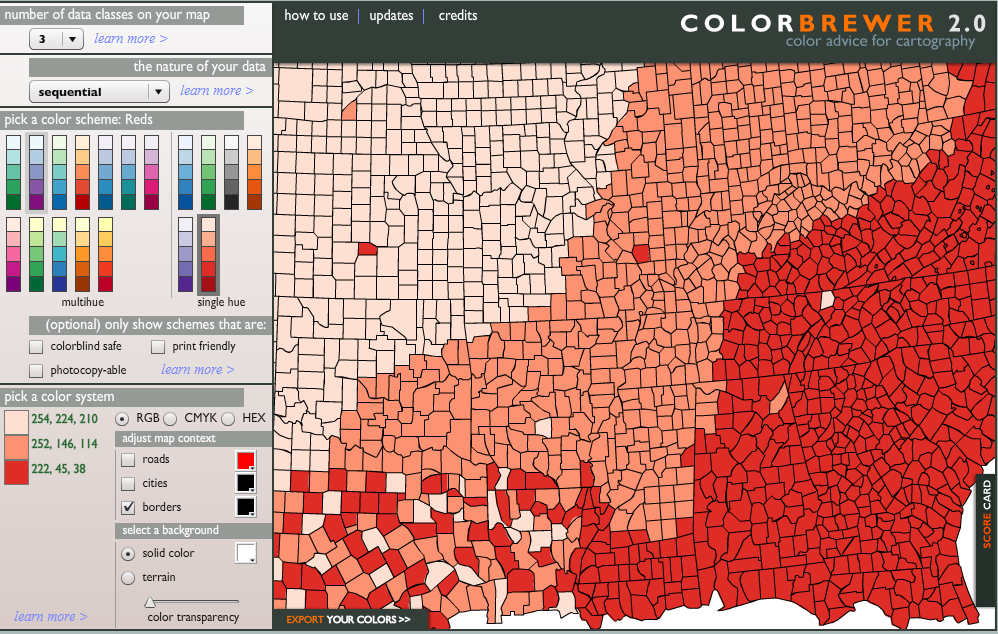 number of data classes on your map
3
learn more >
the nature of your data
sequential
learn more >
pick a color scheme: Reds
multihue
single hue
(optional) only show schemes that are:
colorblind safe
print friendly
photocopy-able
learn more >
pick a color system
254, 224, 210
252, 146, 114
222, 45, 38
RGB
CMYK
HEX
adjust map context
roads
cities
borders
select a background
solid color
terrain
color transparency
learn more >
how to use
updates
credits
COLORBREWER 2.0
color advice for cartography
SCORE CARD
EXPORT YOUR COLORS >>